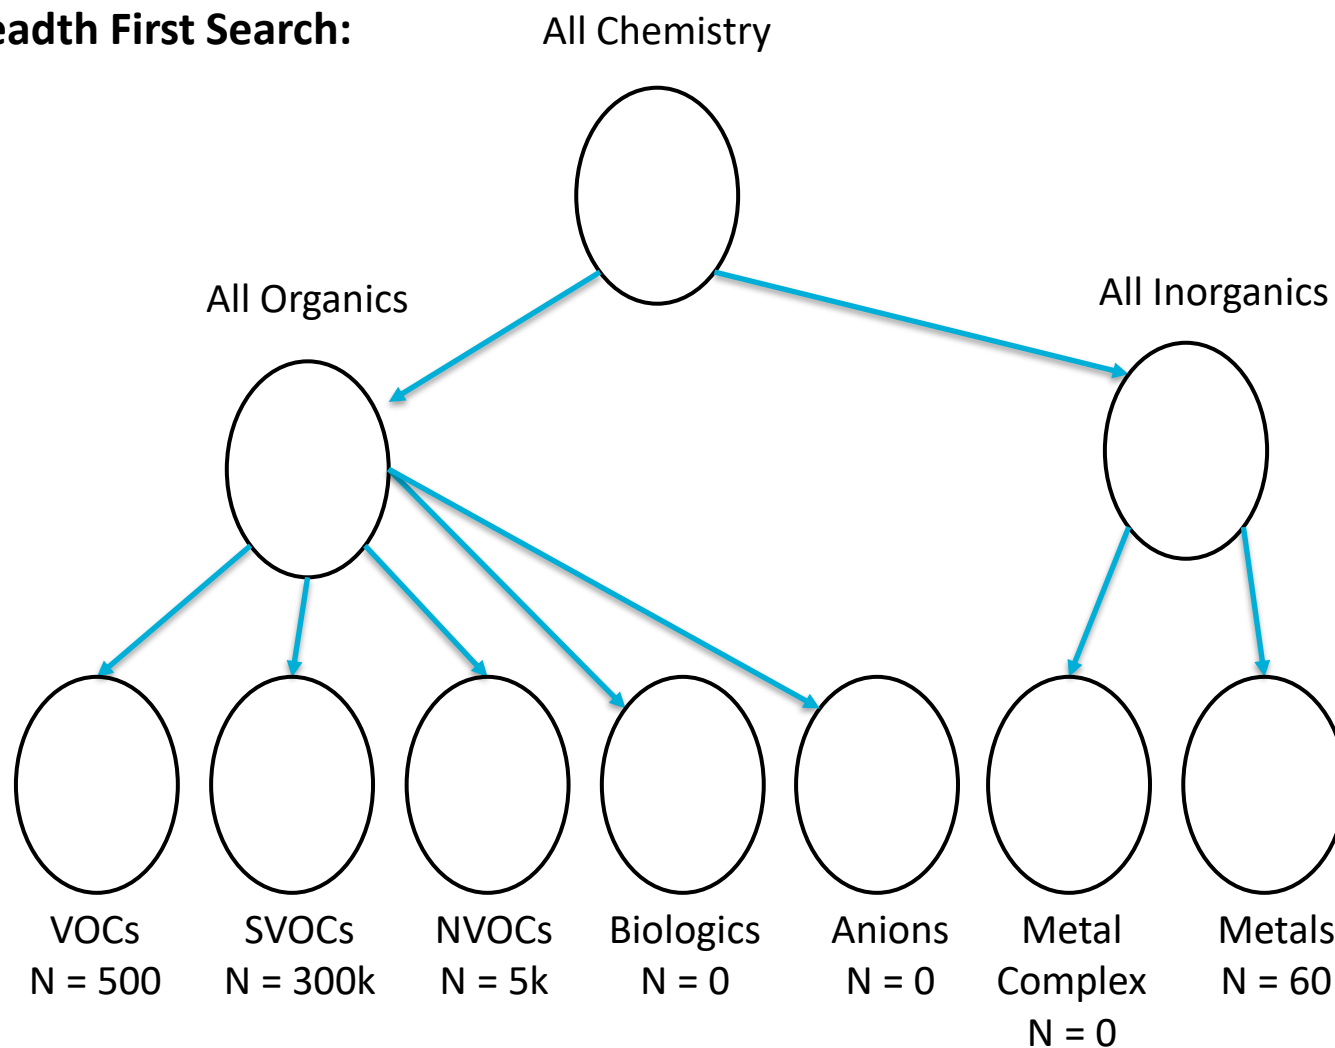 eadth First Search:
All Chemistry
All Organics
All Inorganics
VOCs
N = 500
SVOCs
N = 300k
NVOCs
N = 5k
Biologics
N = 0
Anions
N = 0
Metal
Complex
N = 0
Metals
N = 60